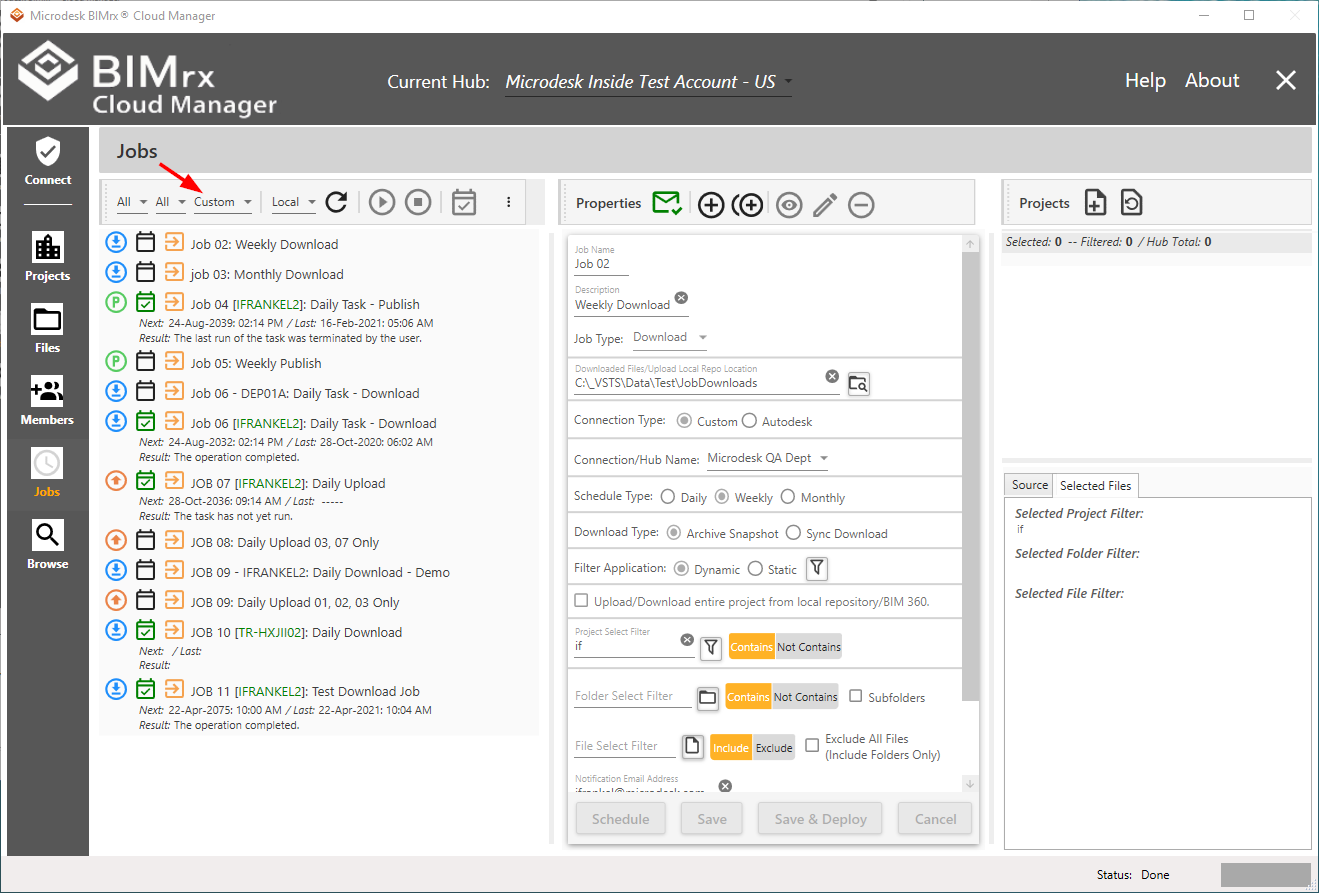 Microdesk BIMrx® Cloud Manager
BIMrx
Cloud Manager
Current Hub: Microdesk Inside Test Account - US
Help About
Connect
Projects
Files
Members
Jobs
Browse
Jobs
All All Custom Local
Job 02: Weekly Download
job 03: Monthly Download
P Job 04 [IFRANKEL2]: Daily Task - Publish
Next: 24-Aug-2039: 02:14 PM / Last: 16-Feb-2021: 05:06 AM
Result: The last run of the task was terminated by the user.
P Job 05: Weekly Publish
Job 06 - DEP01A: Daily Task - Download
Job 06 [IFRANKEL2]: Daily Task - Download
Next: 24-Aug-2032: 02:14 PM / Last: 28-Oct-2020: 06:02 AM
Result: The operation completed.
JOB 07 [IFRANKEL2]: Daily Upload
Next: 28-Oct-2036: 09:14 AM / Last: -----
Result: The task has not yet run.
JOB 08: Daily Upload 03, 07 Only
JOB 09 - IFRANKEL2: Daily Download - Demo
JOB 09: Daily Upload 01, 02, 03 Only
JOB 10 [TR-HXJII02]: Daily Download
Next: / Last:
Result:
JOB 11 [IFRANKEL2]: Test Download Job
Next: 22-Apr-2075: 10:00 AM / Last: 22-Apr-2021: 10:04 AM
Result: The operation completed.
Properties
Job Name
Job 02
Description
Weekly Download
Job Type: Download
Downloaded Files/Upload Local Repo Location
C:\_VSTS\Data\Test\JobDownloads
Connection Type: Custom Autodesk
Connection/Hub Name: Microdesk QA Dept
Schedule Type: Daily Weekly Monthly
Download Type: Archive Snapshot Sync Download
Filter Application: Dynamic Static
Upload/Download entire project from local repository/BIM 360.
Project Select Filter
if
Contains Not Contains
Folder Select Filter Contains Not Contains Subfolders
File Select Filter Include Exclude Exclude All Files
(Include Folders Only)
Notification Email Address
ifrankel@microdesk.com
Schedule Save Save & Deploy Cancel
Projects
Selected: 0 -- Filtered: 0 / Hub Total: 0
Source Selected Files
Selected Project Filter:
if
Selected Folder Filter:
Selected File Filter:
Status: Done